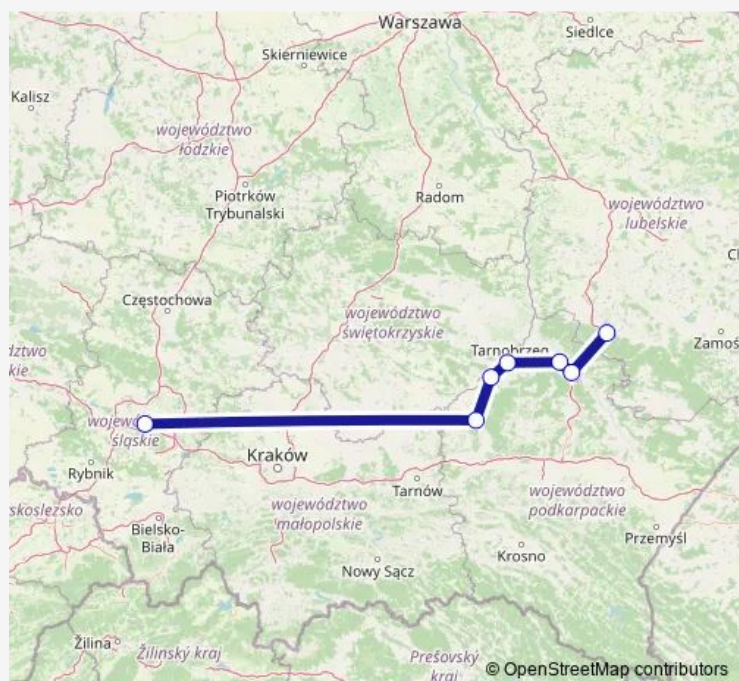 Warszawa
Siedlce
Skierniewice
Kalisz
województwo
łódzkie
Piotrków
Trybunalski
Radom
województwo
lubelskie
Częstochowa
województwo
świętokrzyskie
Tarnobrzeg
Zamoś
śląskie
Rybnik
Kraków
Tarnów
województwo
małopolskie
województwo
podkarpackie
Bielsko-
Biała
Przemyśl
Krosno
Nowy Sącz
Žilina
Žilinský kraj
Prešovský
kraj
© OpenStreetMap contributors